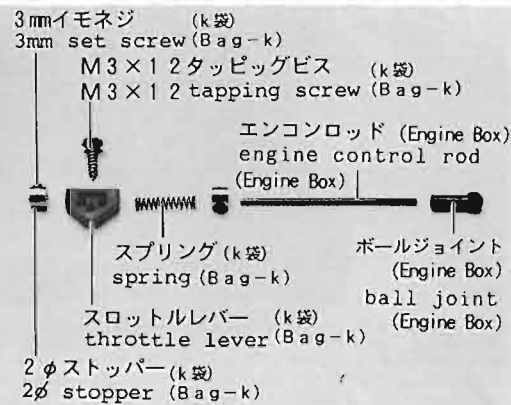 3mmイモネジ (k袋)
3mm set screw (Bag-k)
M3×12タッピッグビス (k袋)
M3×12 tapping screw (Bag-k)
エンコンロッド (Engine Box)
engine control rod
(Engine Box)
スプリング (k袋)
spring (Bag-k)
ボールジョイント
(Engine Box)
ball joint
(Engine Box)
スロットルレバー (k袋)
throttle lever (Bag-k)
2φストッパー (k袋)
2φ stopper (Bag-k)